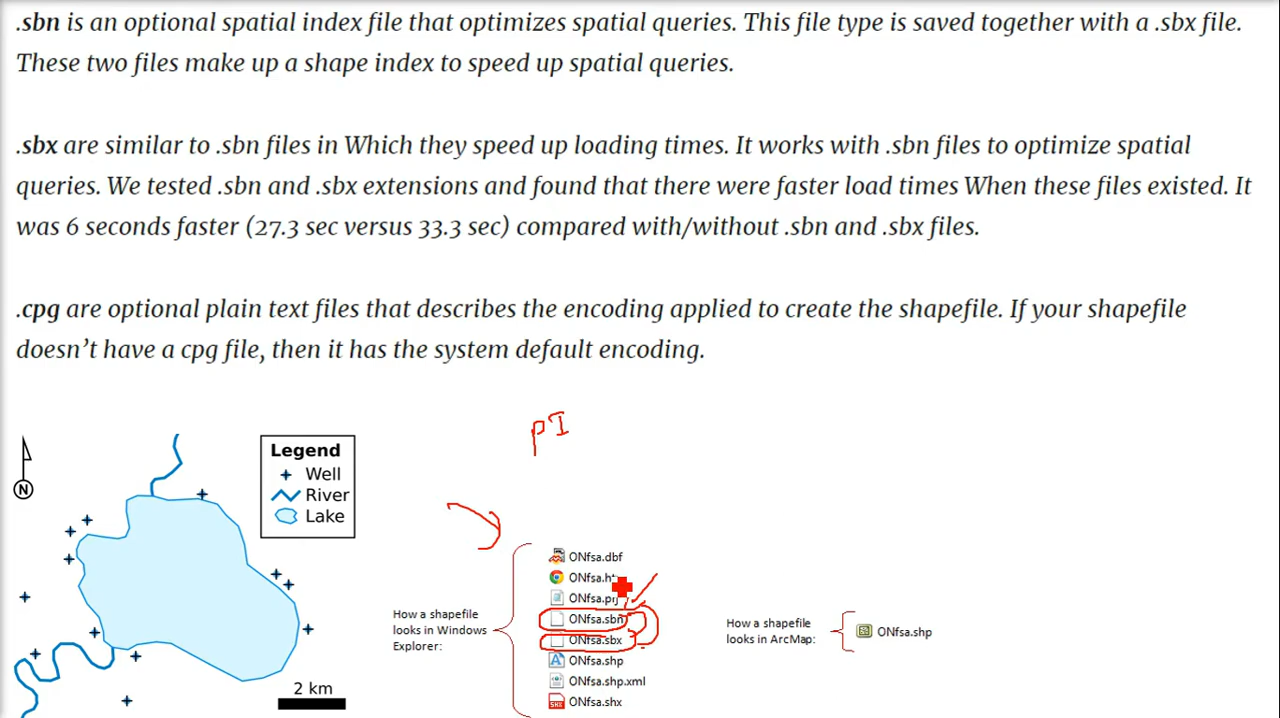 .sbn is an optional spatial index file that optimizes spatial queries. This file type is saved together with a .sbx file.
These two files make up a shape index to speed up spatial queries.
.sbx are similar to .sbn files in Which they speed up loading times. It works with .sbn files to optimize spatial
queries. We tested .sbn and .sbx extensions and found that there were faster load times When these files existed. It
was 6 seconds faster (27.3 sec versus 33.3 sec) compared with/without .sbn and .sbx files.
.cpg are optional plain text files that describes the encoding applied to create the shapefile. If your shapefile
doesn't have a cpg file, then it has the system default encoding.
N
Legend
Well
River
Lake
2 km
How a shapefile
looks in Windows
Explorer:
ONfsa.dbf
ONfsa.prj
ONfsa.sbn
ONfsa.sbx
ONfsa.shp
ONfsa.shp.xml
ONfsa.shx
How a shapefile
looks in ArcMap:
ONfsa.shp